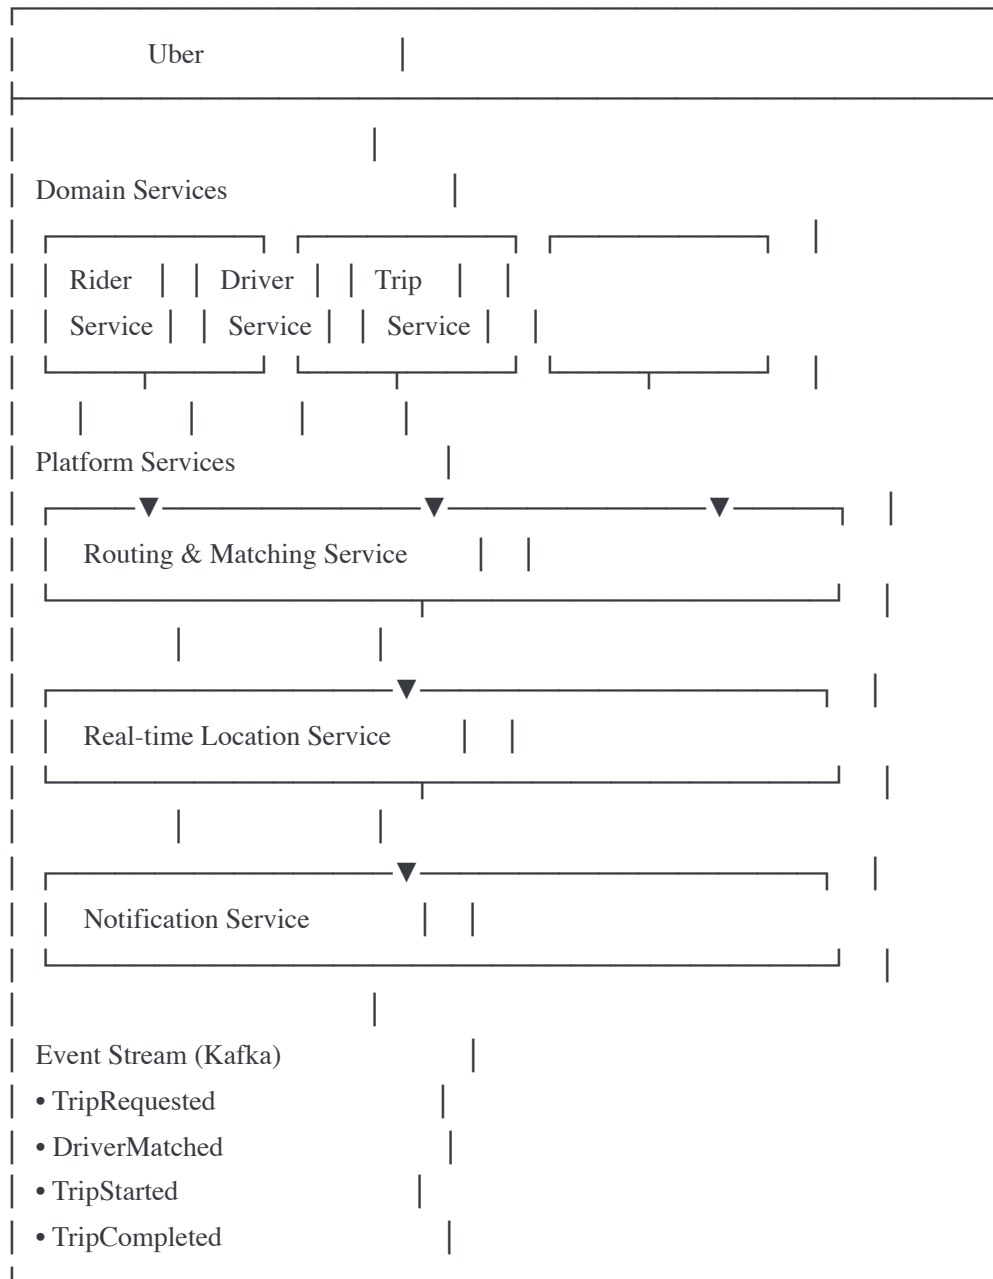 Uber
Domain Services
Rider Driver Trip
Service Service Service
Platform Services
Routing & Matching Service
Real-time Location Service
Notification Service
Event Stream (Kafka)
• TripRequested
• DriverMatched
• TripStarted
• TripCompleted